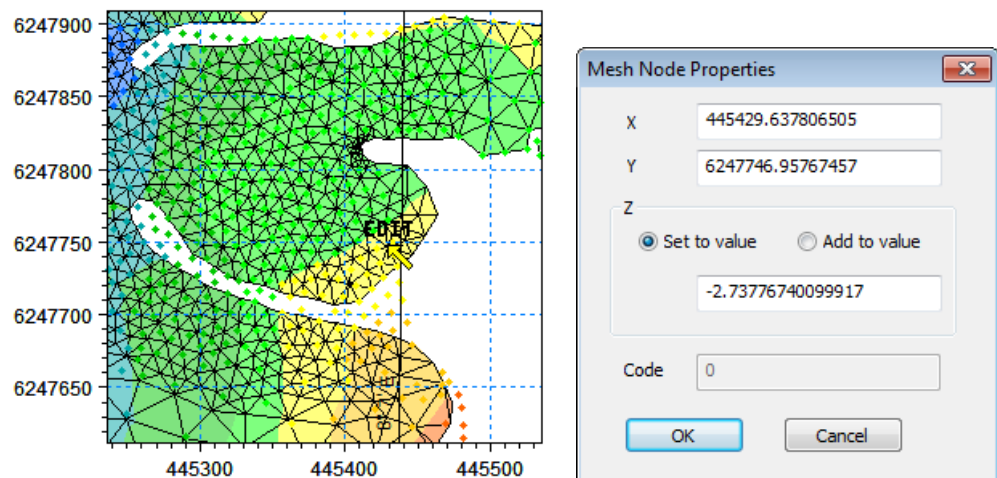 6247900
6247850
6247800
6247750
6247700
6247650
445300
445400
445500
EDIT
Mesh Node Properties
X
445429.637806505
Y
6247746.95767457
Z
Set to value
Add to value
-2.73776740099917
Code
0
OK
Cancel